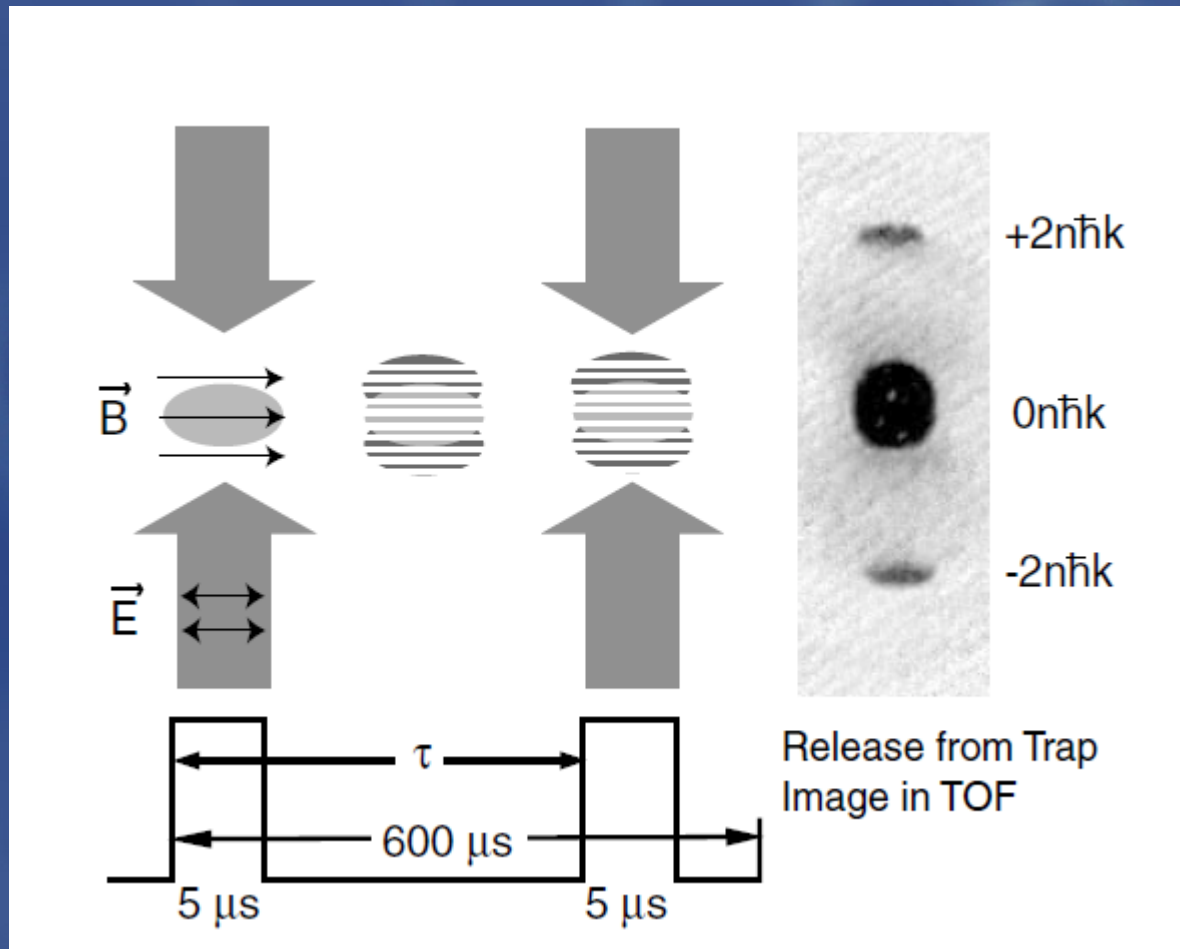 B
E
+2nħk
0nħk
-2nħk
τ
600 μs
5 μs
5 μs
Release from Trap
Image in TOF